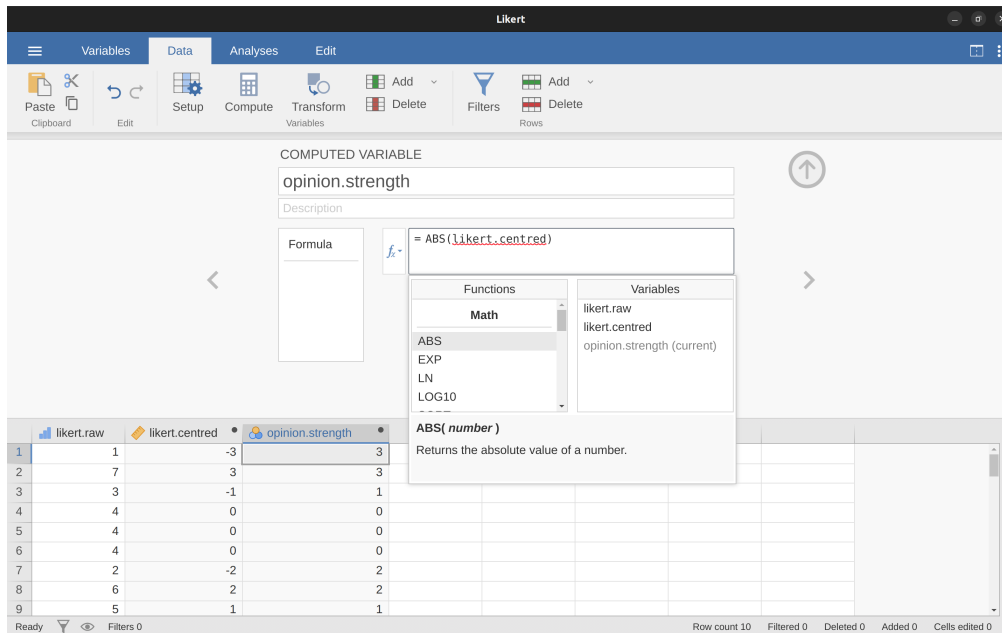 Likert
Variables Data Analyses Edit
Paste
Clipboard
Edit
Setup Compute Transform
Add
Delete
Variables
Filters
Add
Delete
Rows
COMPUTED VARIABLE
opinion.strength
Description
Formula
fx
= ABS(likert.centred)
Functions
Math
ABS
EXP
LN
LOG10
Variables
likert.raw
likert.centred
opinion.strength (current)
ABS( number )
Returns the absolute value of a number.
likert.raw likert.centred opinion.strength
1 1 -3 3
2 7 3 3
3 3 -1 1
4 4 0 0
5 4 0 0
6 4 0 0
7 2 -2 2
8 6 2 2
9 5 1 1
Ready Filters 0 Row count 10 Filtered 0 Deleted 0 Added 0 Cells edited 0